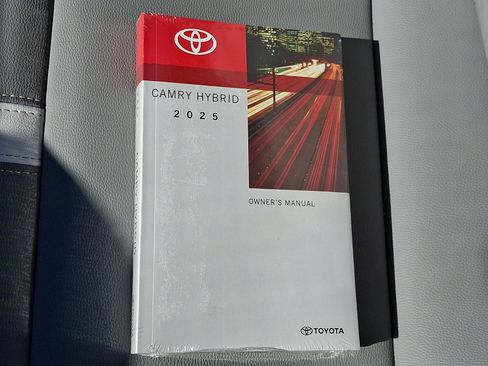 CAMRY HYBRID
2025
OWNER'S MANUAL
TOYOTA